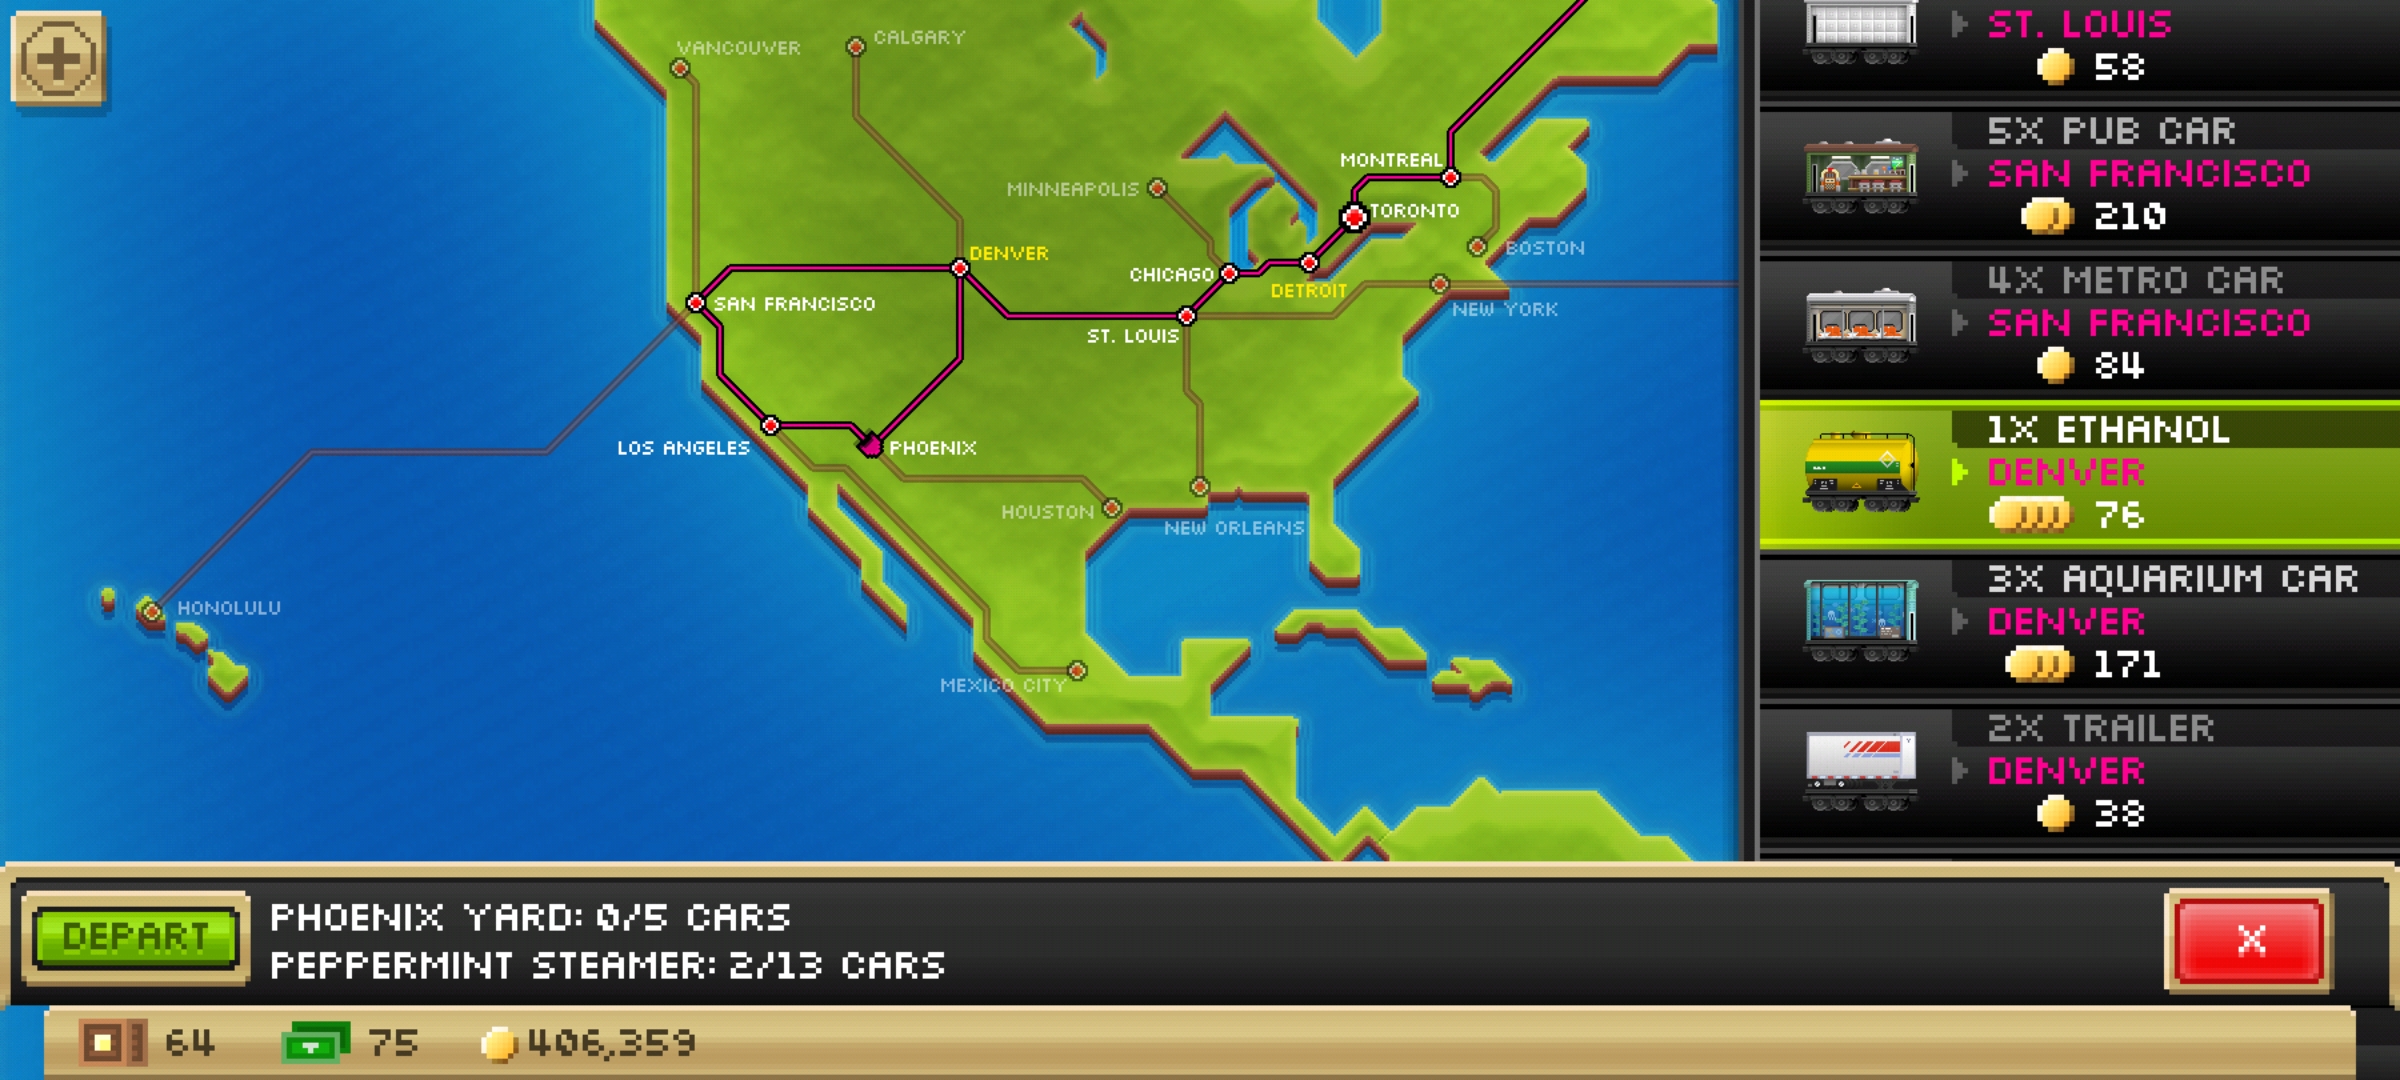 VANCOUVER
CALGARY
MINNEAPOLIS
MONTREAL
TORONTO
BOSTON
DENVER
CHICAGO
DETROIT
NEW YORK
SAN FRANCISCO
ST. LOUIS
LOS ANGELES
PHOENIX
HOUSTON
NEW ORLEANS
HONOLULU
MEXICO CITY
ST. LOUIS
58
5X PUB CAR
SAN FRANCISCO
210
4X METRO CAR
SAN FRANCISCO
84
1X ETHANOL
DENVER
76
3X AQUARIUM CAR
DENVER
171
2X TRAILER
DENVER
38
DEPART
PHOENIX YARD: 0/5 CARS
PEPPERMINT STEAMER: 2/13 CARS
X
64
75
406,359